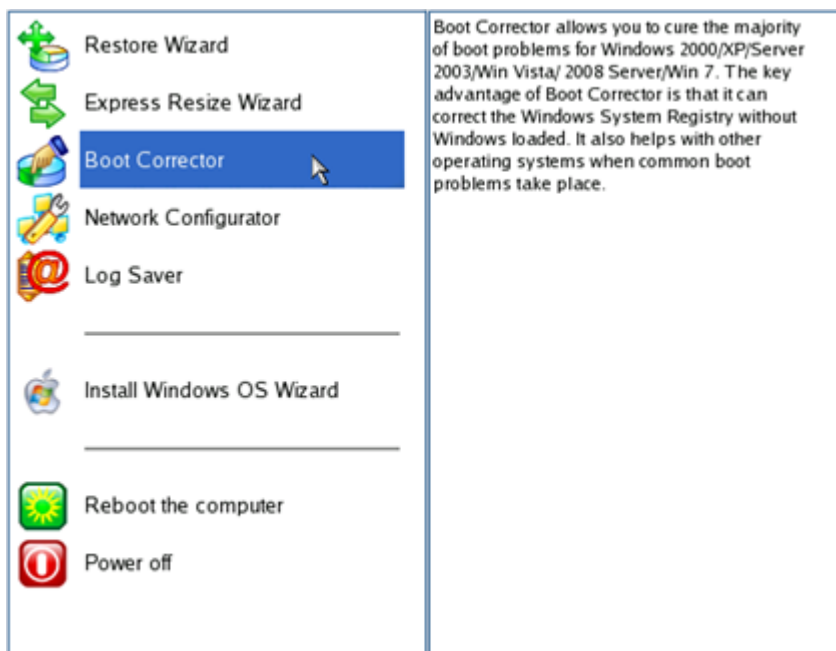 Restore Wizard
Express Resize Wizard
Boot Corrector
Network Configurator
Log Saver
Install Windows OS Wizard
Reboot the computer
Power off
Boot Corrector allows you to cure the majority
of boot problems for Windows 2000/XP/Server
2003/Win Vista/ 2008 Server/Win 7. The key
advantage of Boot Corrector is that it can
correct the Windows System Registry without
Windows loaded. It also helps with other
operating systems when common boot
problems take place.